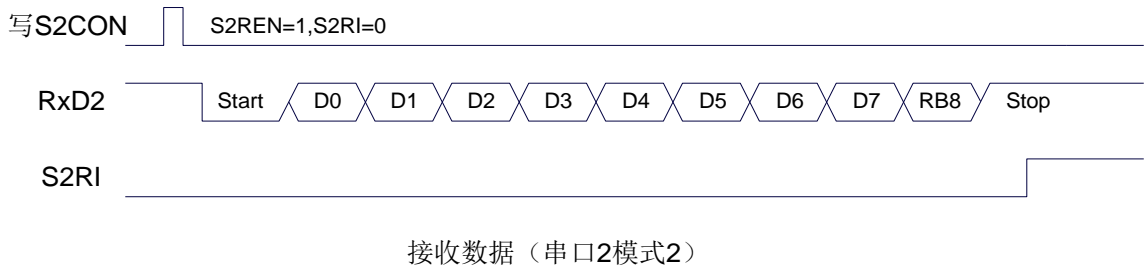 写S2CON S2REN=1,S2RI=0
RxD2 Start D0 D1 D2 D3 D4 D5 D6 D7 RB8 Stop
S2RI
接收数据（串口2模式2）